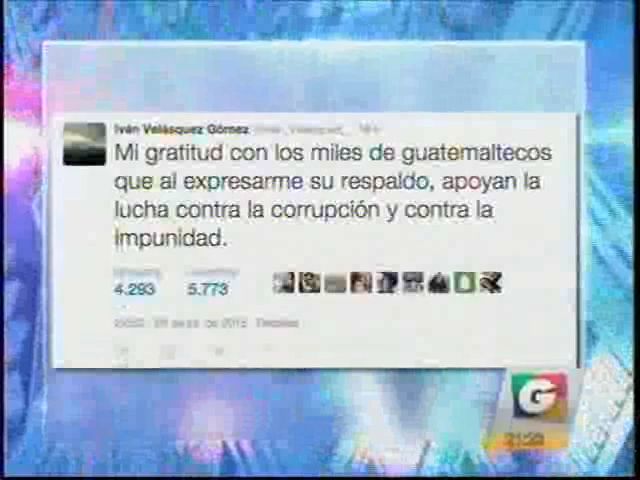 Iván Velásquez Gómez
Mi gratitud con los miles de guatemaltecos
que al expresarme su respaldo, apoyan la
lucha contra la corrupción y contra la
impunidad.
4.293 5.773
G